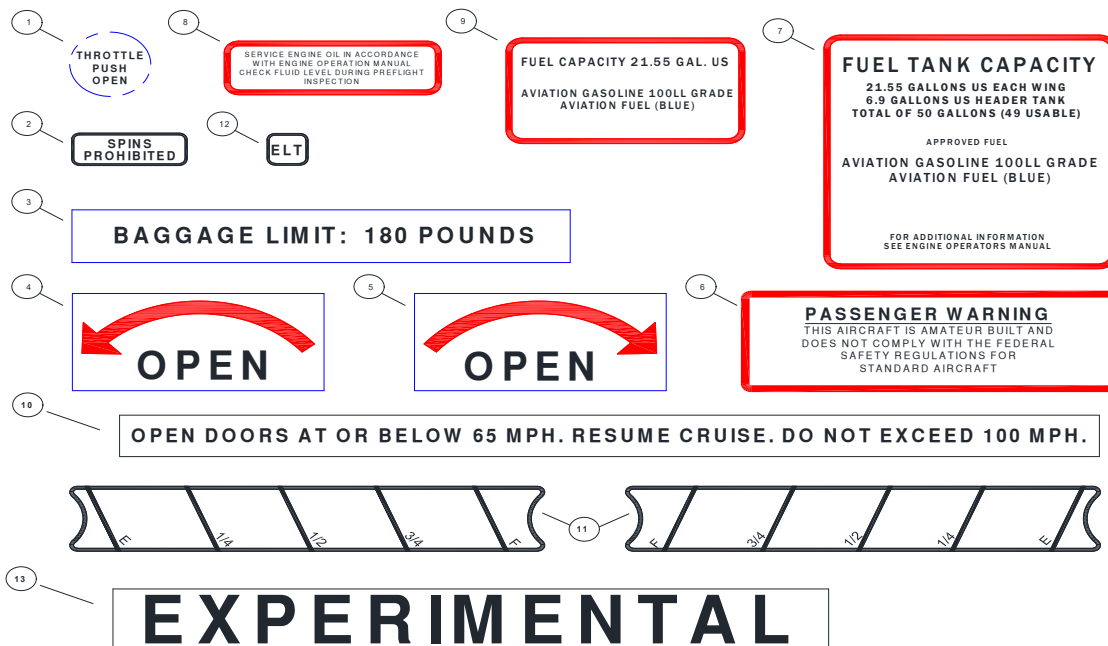 1
THROTTLE
PUSH
OPEN
8
SERVICE ENGINE OIL IN ACCORDANCE
WITH ENGINE OPERATION MANUAL
CHECK FLUID LEVEL DURING PREFLIGHT
INSPECTION
9
FUEL CAPACITY 21.55 GAL. US
AVIATION GASOLINE 100LL GRADE
AVIATION FUEL (BLUE)
7
FUEL TANK CAPACITY
21.55 GALLONS US EACH WING
6.9 GALLONS US HEADER TANK
TOTAL OF 50 GALLONS (49 USABLE)
APPROVED FUEL
AVIATION GASOLINE 100LL GRADE
AVIATION FUEL (BLUE)
FOR ADDITIONAL INFORMATION
SEE ENGINE OPERATORS MANUAL
2
SPINS
PROHIBITED
12
ELT
3
BAGGAGE LIMIT: 180 POUNDS
4
OPEN
5
OPEN
6
PASSENGER WARNING
THIS AIRCRAFT IS AMATEUR BUILT AND
DOES NOT COMPLY WITH THE FEDERAL
SAFETY REGULATIONS FOR
STANDARD AIRCRAFT
10
OPEN DOORS AT OR BELOW 65 MPH. RESUME CRUISE. DO NOT EXCEED 100 MPH.
E 1/4 1/2 3/4 F
11
F 3/4 1/2 1/4 E
13
EXPERIMENTAL